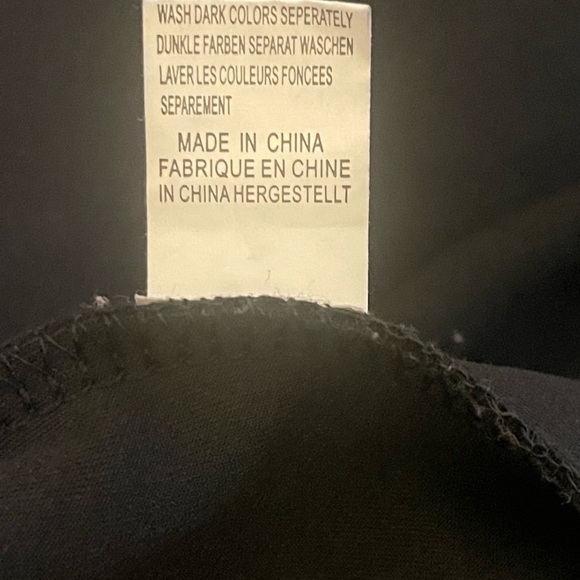 WASH DARK COLORS SEPERATELY
DUNKLE FARBEN SEPARAT WASCHEN
LAVER LES COULEURS FONCEES
SEPAREMENT
MADE IN CHINA
FABRIQUE EN CHINE
IN CHINA HERGESTELLT